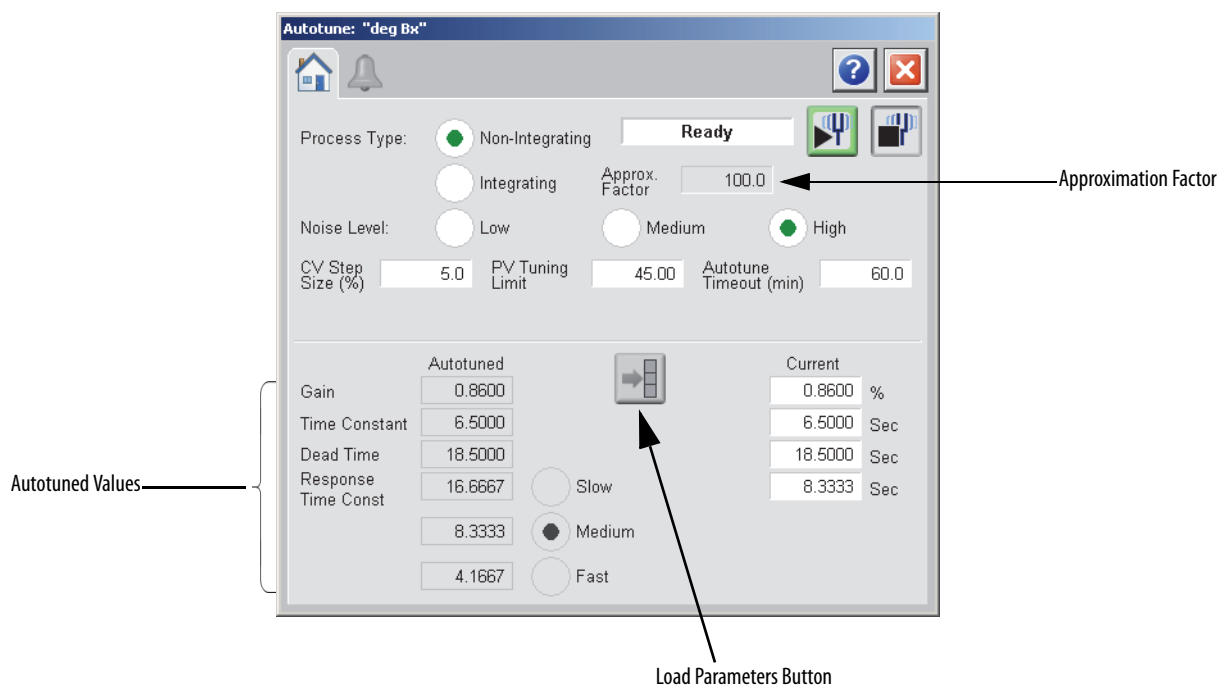 Autotune: "deg Bx"
?
Process Type:
Non-Integrating
Ready
Integrating
Approx.
Factor
100.0
Approximation Factor
Noise Level:
Low
Medium
High
CV Step
Size (%)
5.0
PV Tuning
Limit
45.00
Autotune
Timeout (min)
60.0
Autotuned
Current
Gain
0.8600
0.8600 %
Time Constant
6.5000
6.5000 Sec
Dead Time
18.5000
18.5000 Sec
Response
Time Const
16.6667
Slow
8.3333 Sec
Autotuned Values
8.3333
Medium
4.1667
Fast
Load Parameters Button